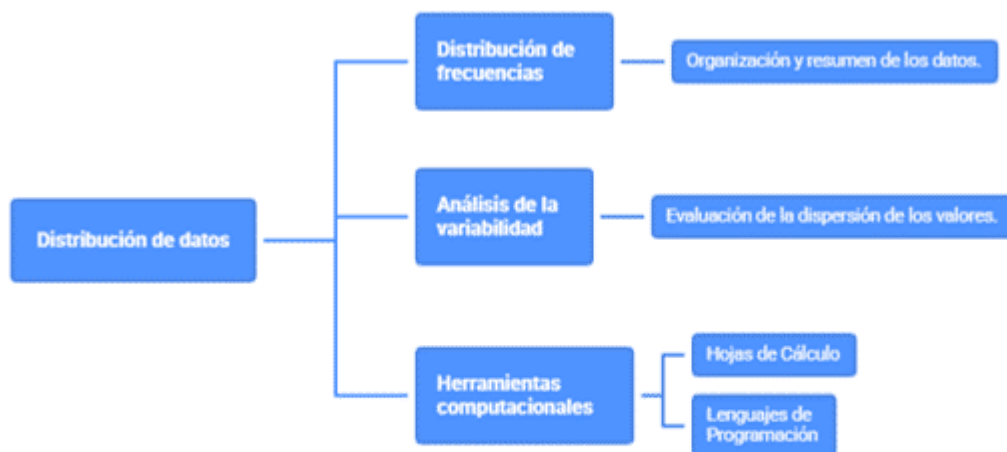 Distribución de datos
Distribución de
frecuencias
Organización y resumen de los datos.
Análisis de la
variabilidad
Evaluación de la dispersión de los valores.
Herramientas
computacionales
Hojas de Cálculo
Lenguajes de
Programación